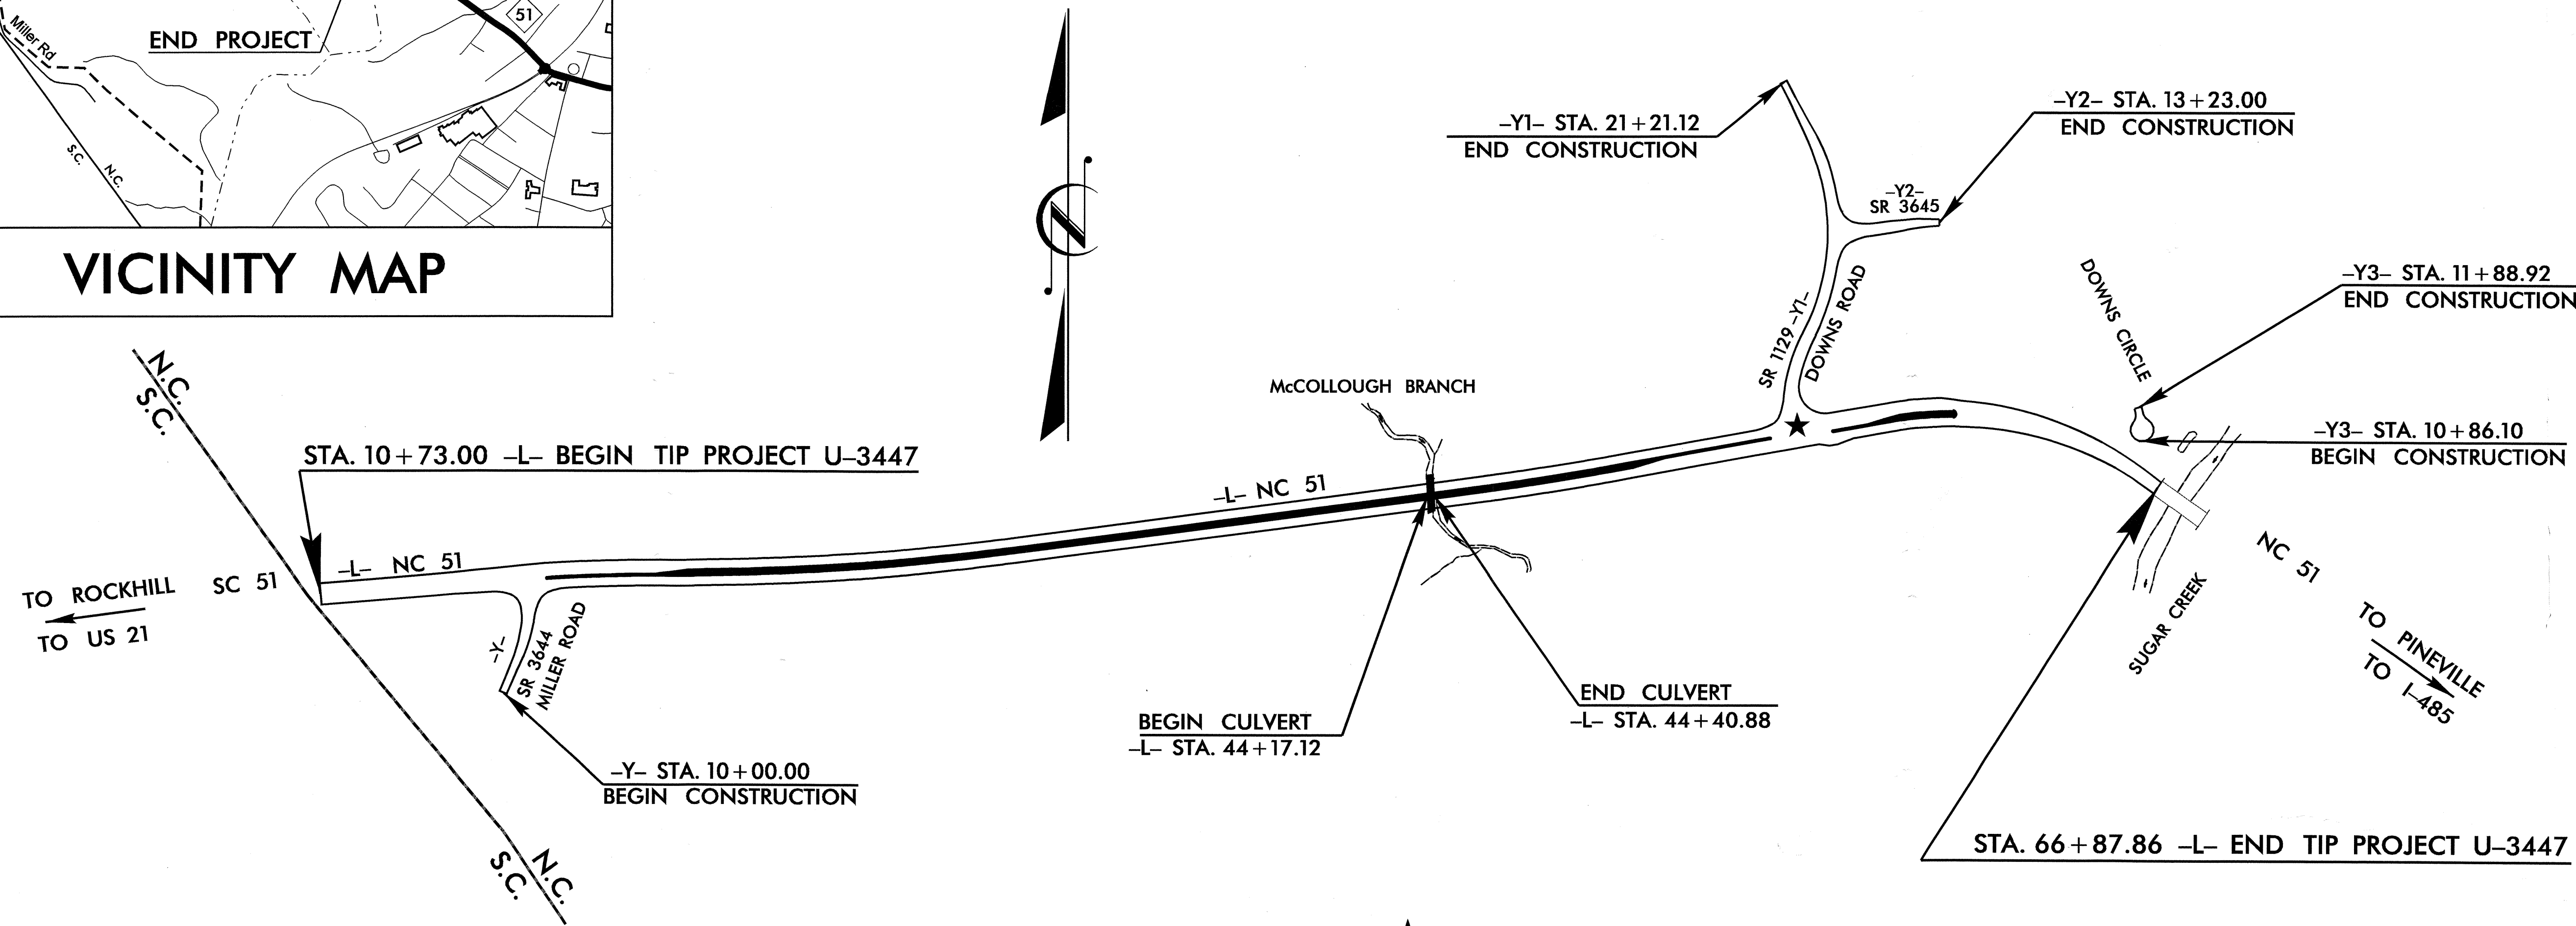 Miller Rd
END PROJECT
51
S.C.
N.C.
VICINITY MAP
–Y1– STA. 21+21.12
END CONSTRUCTION
–Y2– STA. 13+23.00
END CONSTRUCTION
–Y2–
SR 3645
DOWNS CIRCLE
–Y3– STA. 11+88.92
END CONSTRUCTION
SR 1129 –Y1–
DOWNS ROAD
N
N.C.
S.C.
McCOLLOUGH BRANCH
–Y3– STA. 10+86.10
BEGIN CONSTRUCTION
STA. 10+73.00 –L– BEGIN TIP PROJECT U–3447
–L– NC 51
–L– NC 51
TO ROCKHILL SC 51
TO US 21
NC 51
SUGAR CREEK
TO PINEVILLE
TO I–485
–Y–
SR 3644
MILLER ROAD
END CULVERT
–L– STA. 44+40.88
BEGIN CULVERT
–L– STA. 44+17.12
–Y– STA. 10+00.00
BEGIN CONSTRUCTION
STA. 66+87.86 –L– END TIP PROJECT U–3447
N.C.
S.C.